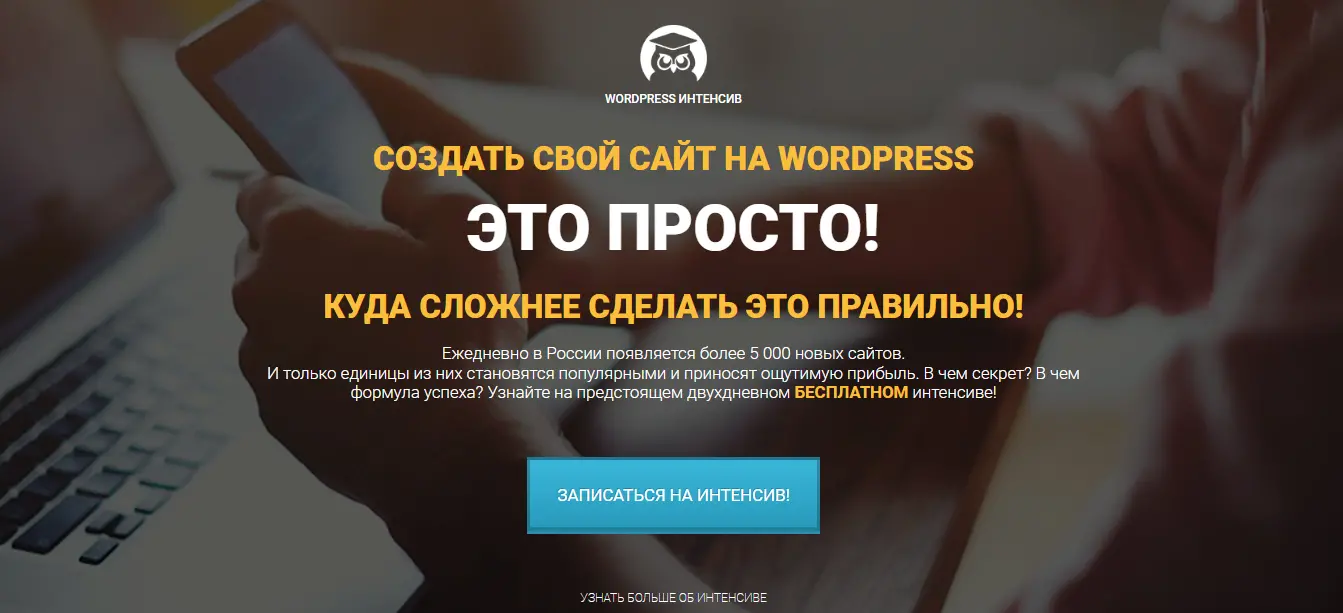 WORDPRESS ИНТЕНСИВ
СОЗДАТЬ СВОЙ САЙТ НА WORDPRESS
ЭТО ПРОСТО!
КУДА СЛОЖНЕЕ СДЕЛАТЬ ЭТО ПРАВИЛЬНО!
Ежедневно в России появляется более 5 000 новых сайтов.
И только единицы из них становятся популярными и приносят ощутимую прибыль. В чем секрет? В чем
формула успеха? Узнайте на предстоящем двухдневном БЕСПЛАТНОМ интенсиве!
ЗАПИСАТЬСЯ НА ИНТЕНСИВ!
УЗНАТЬ БОЛЬШЕ ОБ ИНТЕНСИВЕ